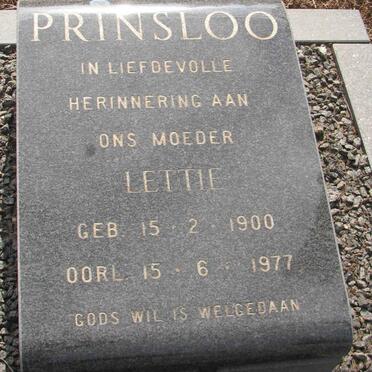 PRINSLOO
IN LIEFDEVOLLE
HERINNERING AAN
ONS MOEDER
LETTIE
GEB. 15 · 2 · 1900
OORL. 15 · 6 · 1977
GODS WIL IS WELGEDAAN